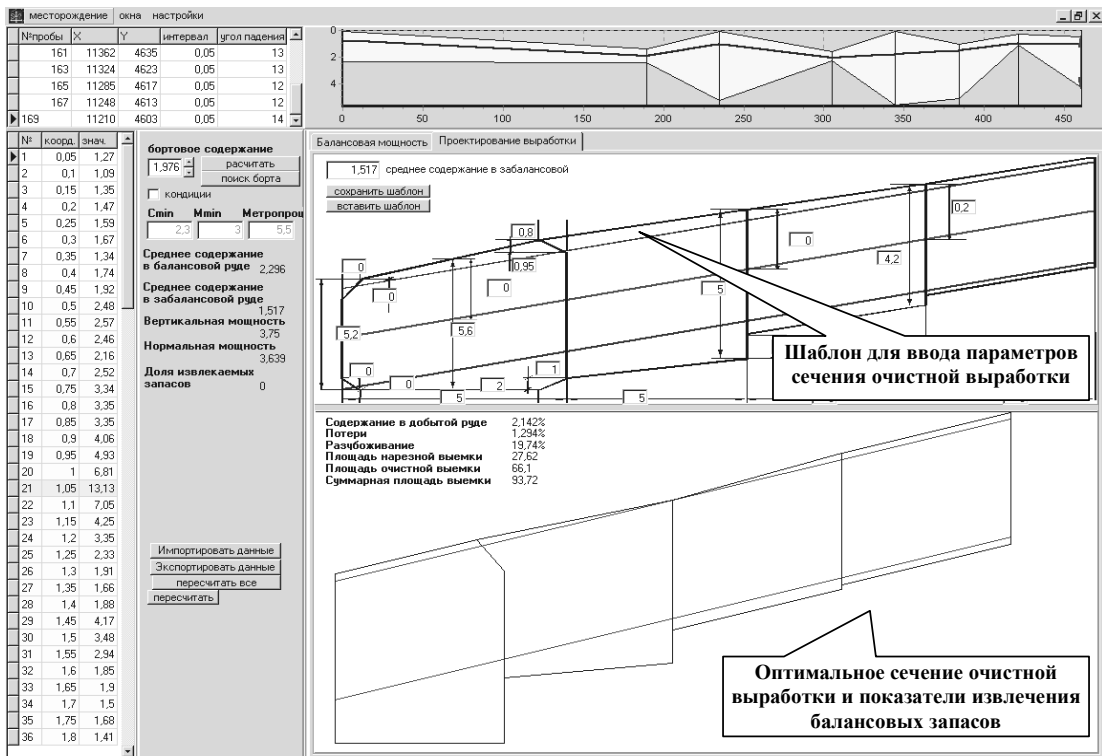 месторождение окна настройки
№пробы X Y интервал угол падения
161 11362 4635 0,05 13
163 11324 4623 0,05 13
165 11285 4617 0,05 12
167 11248 4613 0,05 12
169 11210 4603 0,05 14
0
2
4
0 50 100 150 200 250 300 350 400 450
№ коорд. знач.
1 0,05 1,27
2 0,1 1,09
3 0,15 1,35
4 0,2 1,47
5 0,25 1,59
6 0,3 1,67
7 0,35 1,34
8 0,4 1,74
9 0,45 1,92
10 0,5 2,48
11 0,55 2,57
12 0,6 2,46
13 0,65 2,16
14 0,7 2,52
15 0,75 3,34
16 0,8 3,35
17 0,85 3,35
18 0,9 4,06
19 0,95 4,93
20 1 6,81
21 1,05 13,13
22 1,1 7,05
23 1,15 4,25
24 1,2 3,35
25 1,25 2,33
26 1,3 1,91
27 1,35 1,66
28 1,4 1,88
29 1,45 4,17
30 1,5 3,48
31 1,55 2,94
32 1,6 1,85
33 1,65 1,9
34 1,7 1,5
35 1,75 1,68
36 1,8 1,41
бортовое содержание
1,976 расчитать
поиск борта
кондиции
Cmin Mmin Метропроц
2,3 3 5,5
Среднее содержание
в балансовой руде 2,296
Среднее содержание
в забалансовой руде
1,517
Вертикальная мощность
3,75
Нормальная мощность
3,639
Доля извлекаемых
запасов 0
Импортировать данные
Экспортировать данные
пересчитать все
пересчитать
Балансовая мощность Проектирование выработки
1,517 среднее содержание в забалансовой
сохранить шаблон
вставить шаблон
0,8
0,2
0
0
0,95
4,2
0
0
5
5,2
5,6
1
0
0
2
5
5
5
Шаблон для ввода параметров
сечения очистной выработки
Содержание в добытой руде 2,142%
Потери 1,294%
Разубоживание 19,74%
Площадь нарезной выемки 27,62
Площадь очистной выемки 66,1
Суммарная площадь выемки 93,72
Оптимальное сечение очистной
выработки и показатели извлечения
балансовых запасов